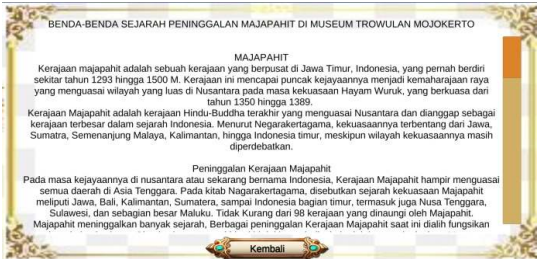 BENDA-BENDA SEJARAH PENINGGALAN MAJAPAHIT DI MUSEUM TROWULAN MOJOKERTO
MAJAPAHIT
Kerajaan majapahit adalah sebuah kerajaan yang berpusat di Jawa Timur, Indonesia, yang pernah berdiri
sekitar tahun 1293 hingga 1500 M. Kerajaan ini mencapai puncak kejayaannya menjadi kemaharajaan raya
yang menguasai wilayah yang luas di Nusantara pada masa kekuasaan Hayam Wuruk, yang berkuasa dari
tahun 1350 hingga 1389.
Kerajaan Majapahit adalah kerajaan Hindu-Buddha terakhir yang menguasai Nusantara dan dianggap sebagai
kerajaan terbesar dalam sejarah Indonesia. Menurut Negarakertagama, kekuasaannya terbentang dari Jawa,
Sumatra, Semenanjung Malaya, Kalimantan, hingga Indonesia timur, meskipun wilayah kekuasaannya masih
diperdebatkan.
Peninggalan Kerajaan Majapahit
Pada masa kejayaannya di nusantara atau sekarang bernama Indonesia, Kerajaan Majapahit hampir menguasai
semua daerah di Asia Tenggara. Pada kitab Nagarakertagama, disebutkan sejarah kekuasaan Majapahit
meliputi Jawa, Bali, Kalimantan, Sumatera, sampai Indonesia bagian timur, termasuk juga Nusa Tenggara,
Sulawesi, dan sebagian besar Maluku. Tidak Kurang dari 98 kerajaan yang dinaungi oleh Majapahit.
Majapahit meninggalkan banyak sejarah, Berbagai peninggalan Kerajaan Majapahit saat ini dialih fungsikan
Kembali